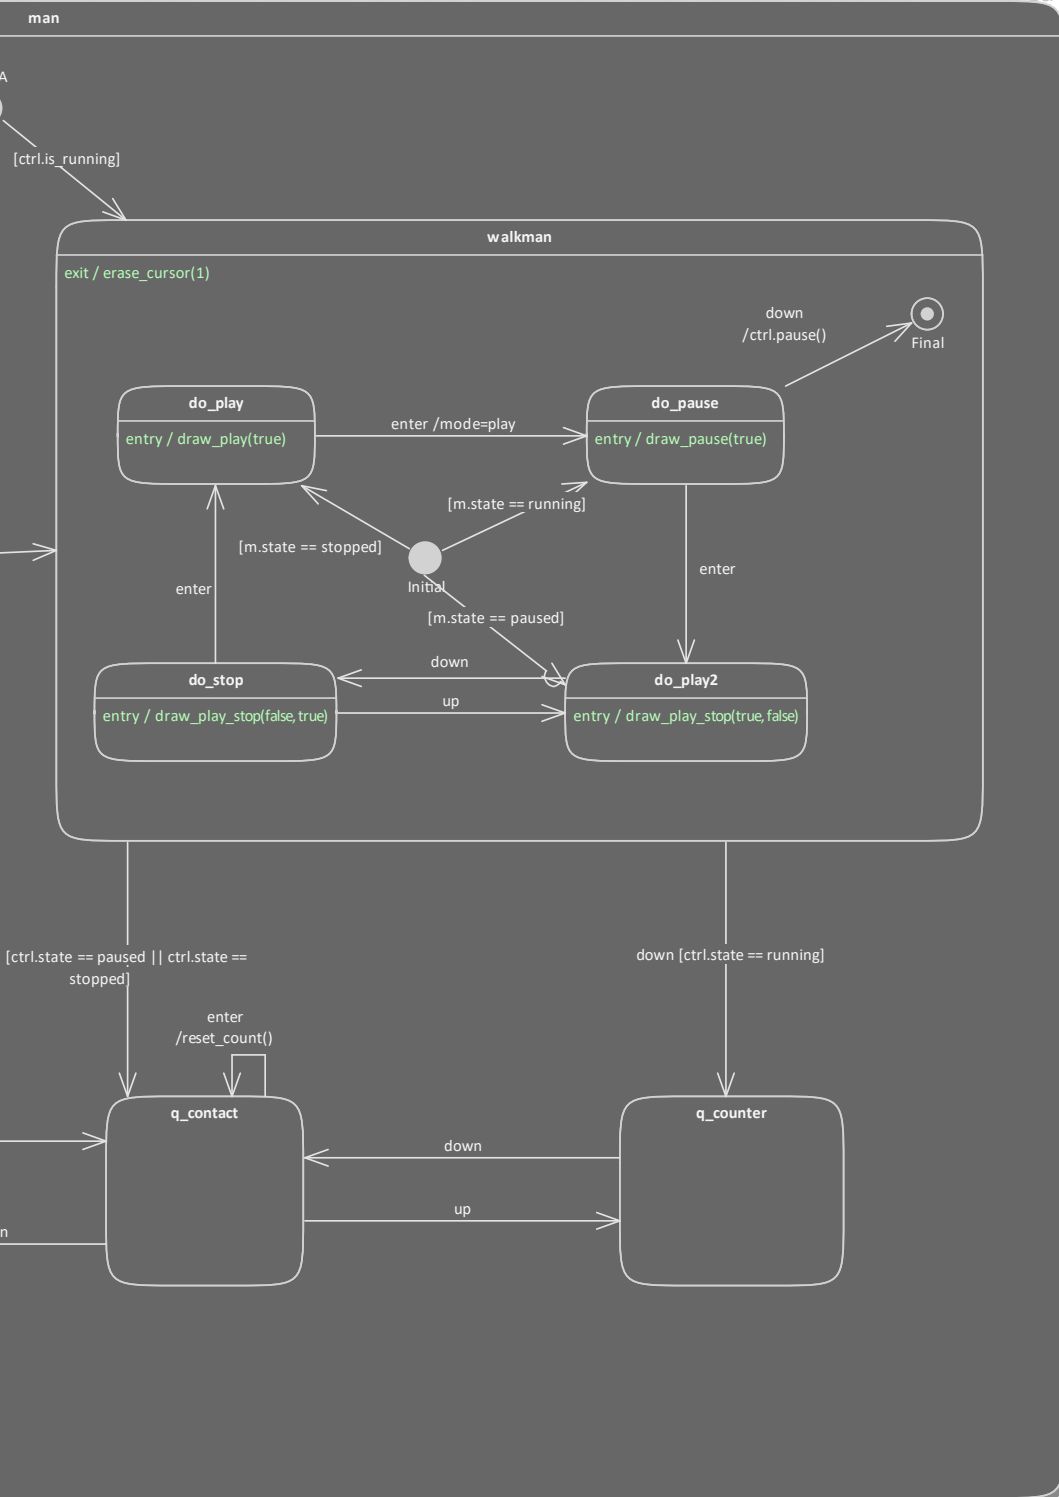 man
A
[ctrl.is_running]
walkman
exit / erase_cursor(1)
down
/ctrl.pause()
Final
do_play
entry / draw_play(true)
enter /mode=play
do_pause
entry / draw_pause(true)
[m.state == running]
[m.state == stopped]
Initial
enter
enter
[m.state == paused]
down
do_stop
entry / draw_play_stop(false, true)
up
do_play2
entry / draw_play_stop(true, false)
[ctrl.state == paused || ctrl.state ==
stopped]
down [ctrl.state == running]
enter
/reset_count()
q_contact
q_counter
down
up
n